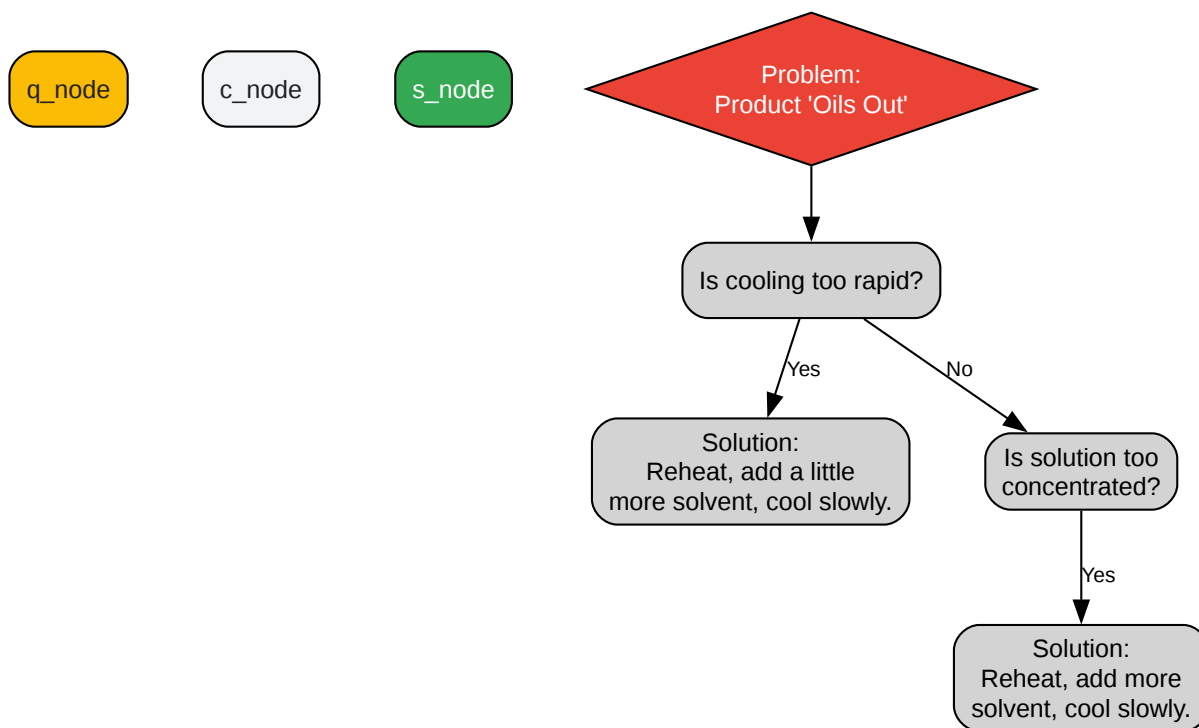 q_node
c_node
s_node
Problem:
Product 'Oils Out'
Is cooling too rapid?
Yes
No
Solution:
Reheat, add a little
more solvent, cool slowly.
Is solution too
concentrated?
Yes
Solution:
Reheat, add more
solvent, cool slowly.